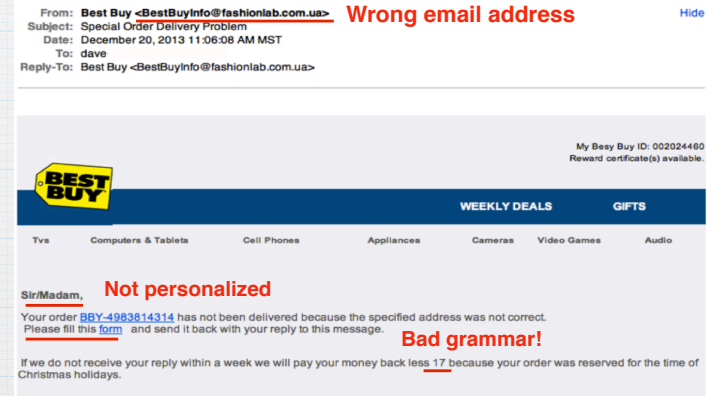 From: Best Buy <BestBuyInfo@fashionlab.com.ua> Wrong email address Hide
Subject: Special Order Delivery Problem
Date: December 20, 2013 11:06:08 AM MST
To: dave
Reply-To: Best Buy <BestBuyInfo@fashionlab.com.ua>
My Besy Buy ID: 002024460
Reward certificate(s) available.
BEST
BUY
WEEKLY DEALS GIFTS
Tvs Computers & Tablets Cell Phones Appliances Cameras Video Games Audio
Sir/Madam, Not personalized
Your order BBY-4983814314 has not been delivered because the specified address was not correct.
Please fill this form and send it back with your reply to this message.
Bad grammar!
If we do not receive your reply within a week we will pay your money back less 17 because your order was reserved for the time of
Christmas holidays.